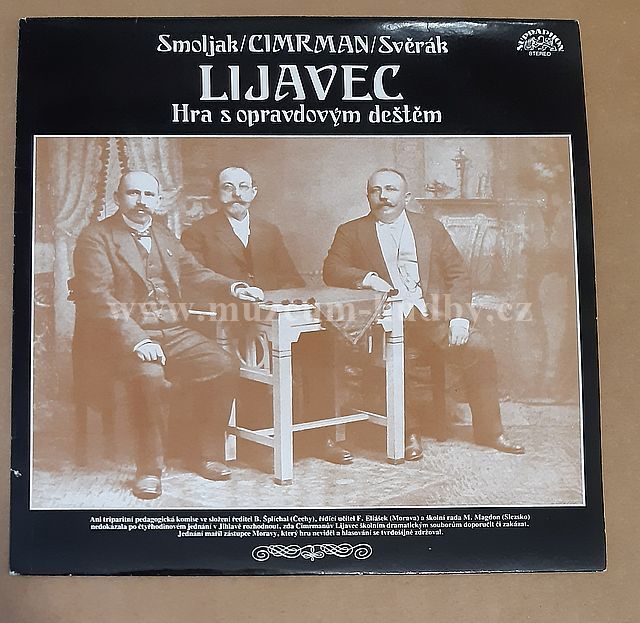 Smoljak/CIMRMAN/Svěrák
SUPRAPHON
STEREO
LIJAVEC
Hra s opravdovým deštěm
www.muzeum-hudby.cz
Ani tripartitní pedagogická komise ve složení ředitel B. Šplíchal (Čechy), řídící učitel F. Eliášek (Morava) a školní rada M. Magdon (Slezsko)
nedokázala po čtyřhodinovém jednání v Jihlavě rozhodnout, zda Cimrmanův Lijavec školním dramatickým souborům doporučit či zakázat.
Jednání mařil zástupce Moravy, který hru neviděl a hlasování se tvrdošíjně zdržoval.